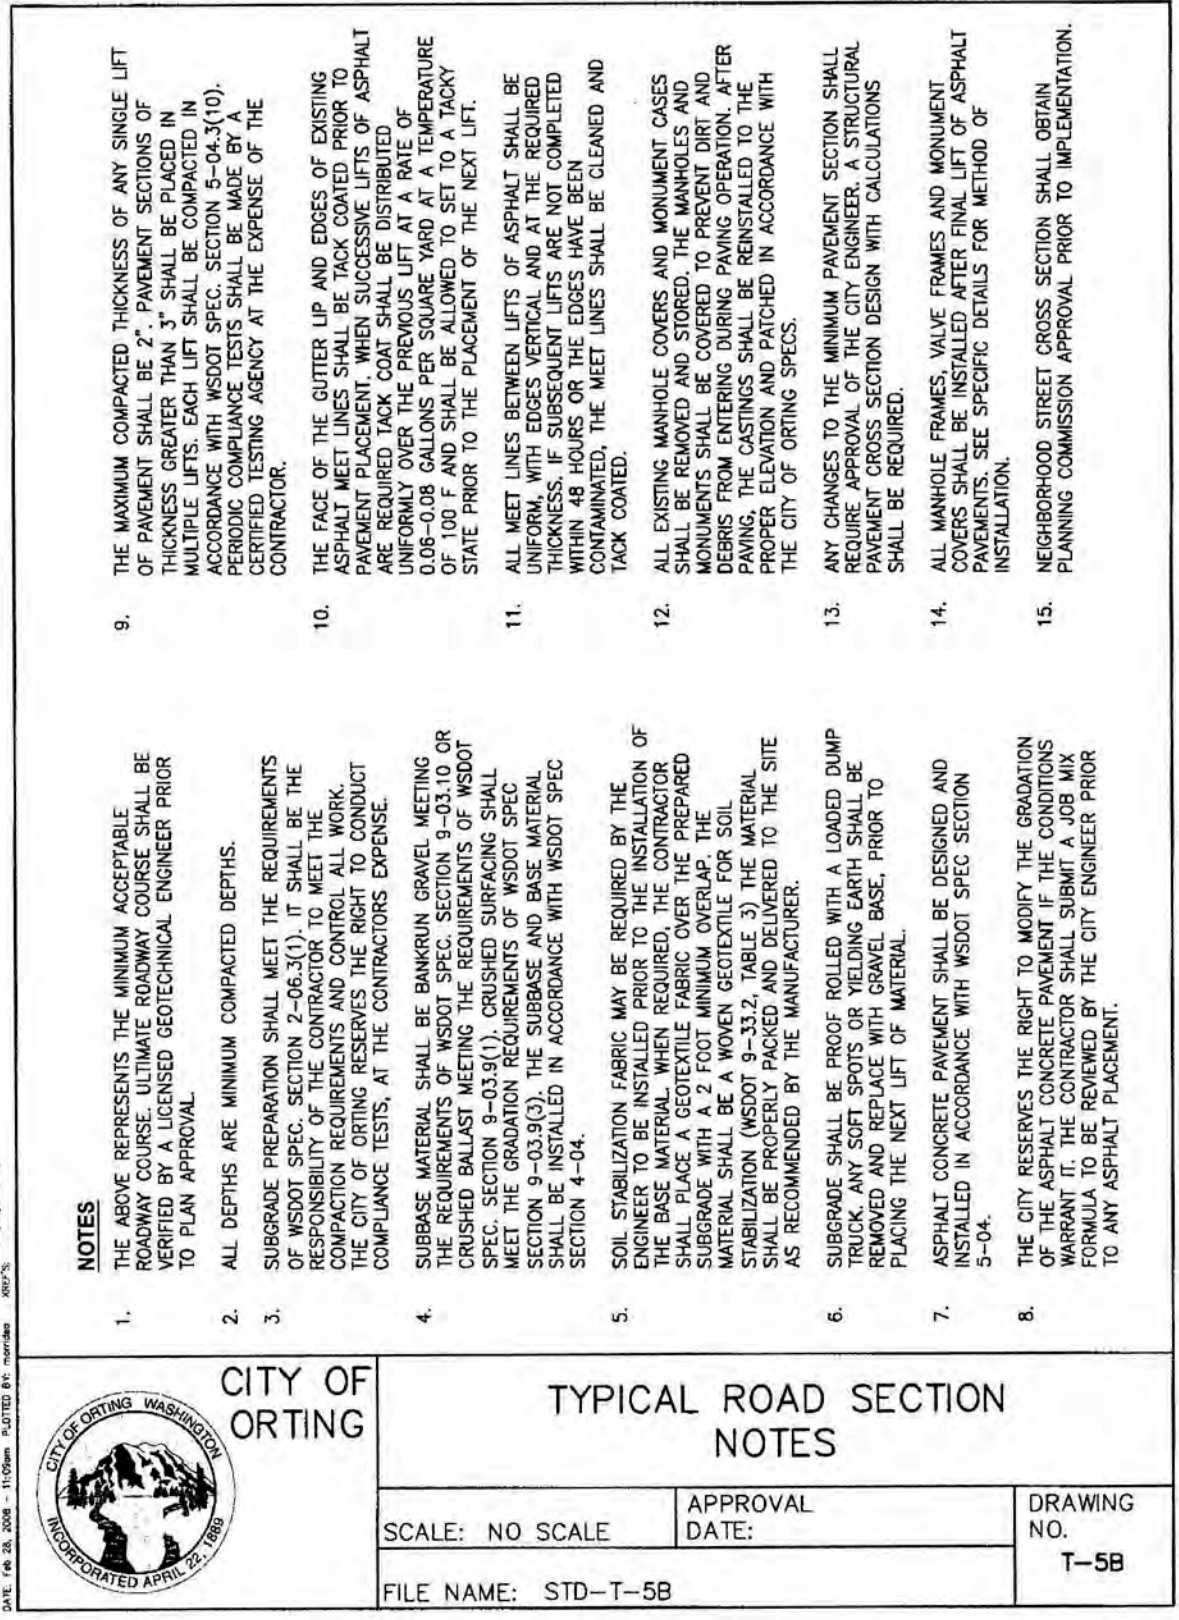 DATE: Feb 28, 2008 - 11:09am PLOTTED BY: morridea XREF'S:
NOTES
1. THE ABOVE REPRESENTS THE MINIMUM ACCEPTABLE
ROADWAY COURSE. ULTIMATE ROADWAY COURSE SHALL BE
VERIFIED BY A LICENSED GEOTECHNICAL ENGINEER PRIOR
TO PLAN APPROVAL.
2. ALL DEPTHS ARE MINIMUM COMPACTED DEPTHS.
3. SUBGRADE PREPARATION SHALL MEET THE REQUIREMENTS
OF WSDOT SPEC. SECTION 2-06.3(1). IT SHALL BE THE
RESPONSIBILITY OF THE CONTRACTOR TO MEET THE
COMPACTION REQUIREMENTS AND CONTROL ALL WORK.
THE CITY OF ORTING RESERVES THE RIGHT TO CONDUCT
COMPLIANCE TESTS, AT THE CONTRACTORS EXPENSE.
4. SUBBASE MATERIAL SHALL BE BANKRUN GRAVEL MEETING
THE REQUIREMENTS OF WSDOT SPEC. SECTION 9-03.10 OR
CRUSHED BALLAST MEETING THE REQUIREMENTS OF WSDOT
SPEC. SECTION 9-03.9(1). CRUSHED SURFACING SHALL
MEET THE GRADATION REQUIREMENTS OF WSDOT SPEC
SECTION 9-03.9(3). THE SUBBASE AND BASE MATERIAL
SHALL BE INSTALLED IN ACCORDANCE WITH WSDOT SPEC
SECTION 4-04.
5. SOIL STABILIZATION FABRIC MAY BE REQUIRED BY THE
ENGINEER TO BE INSTALLED PRIOR TO THE INSTALLATION OF
THE BASE MATERIAL. WHEN REQUIRED, THE CONTRACTOR
SHALL PLACE A GEOTEXTILE FABRIC OVER THE PREPARED
SUBGRADE WITH A 2 FOOT MINIMUM OVERLAP. THE
MATERIAL SHALL BE A WOVEN GEOTEXTILE FOR SOIL
STABILIZATION (WSDOT 9-33.2, TABLE 3) THE MATERIAL
SHALL BE PROPERLY PACKED AND DELIVERED TO THE SITE
AS RECOMMENDED BY THE MANUFACTURER.
6. SUBGRADE SHALL BE PROOF ROLLED WITH A LOADED DUMP
TRUCK. ANY SOFT SPOTS OR YIELDING EARTH SHALL BE
REMOVED AND REPLACE WITH GRAVEL BASE, PRIOR TO
PLACING THE NEXT LIFT OF MATERIAL.
7. ASPHALT CONCRETE PAVEMENT SHALL BE DESIGNED AND
INSTALLED IN ACCORDANCE WITH WSDOT SPEC SECTION
5-04.
8. THE CITY RESERVES THE RIGHT TO MODIFY THE GRADATION
OF THE ASPHALT CONCRETE PAVEMENT IF THE CONDITIONS
WARRANT IT. THE CONTRACTOR SHALL SUBMIT A JOB MIX
FORMULA TO BE REVIEWED BY THE CITY ENGINEER PRIOR
TO ANY ASPHALT PLACEMENT.
9. THE MAXIMUM COMPACTED THICKNESS OF ANY SINGLE LIFT
OF PAVEMENT SHALL BE 2". PAVEMENT SECTIONS OF
THICKNESS GREATER THAN 3" SHALL BE PLACED IN
MULTIPLE LIFTS. EACH LIFT SHALL BE COMPACTED IN
ACCORDANCE WITH WSDOT SPEC. SECTION 5-04.3(10).
PERIODIC COMPLIANCE TESTS SHALL BE MADE BY A
CERTIFIED TESTING AGENCY AT THE EXPENSE OF THE
CONTRACTOR.
10. THE FACE OF THE GUTTER LIP AND EDGES OF EXISTING
ASPHALT MEET LINES SHALL BE TACK COATED PRIOR TO
PAVEMENT PLACEMENT. WHEN SUCCESSIVE LIFTS OF ASPHALT
ARE REQUIRED TACK COAT SHALL BE DISTRIBUTED
UNIFORMLY OVER THE PREVIOUS LIFT AT A RATE OF
0.06-0.08 GALLONS PER SQUARE YARD AT A TEMPERATURE
OF 100 F AND SHALL BE ALLOWED TO SET TO A TACKY
STATE PRIOR TO THE PLACEMENT OF THE NEXT LIFT.
11. ALL MEET LINES BETWEEN LIFTS OF ASPHALT SHALL BE
UNIFORM, WITH EDGES VERTICAL AND AT THE REQUIRED
THICKNESS. IF SUBSEQUENT LIFTS ARE NOT COMPLETED
WITHIN 48 HOURS OR THE EDGES HAVE BEEN
CONTAMINATED, THE MEET LINES SHALL BE CLEANED AND
TACK COATED.
12. ALL EXISTING MANHOLE COVERS AND MONUMENT CASES
SHALL BE REMOVED AND STORED. THE MANHOLES AND
MONUMENTS SHALL BE COVERED TO PREVENT DIRT AND
DEBRIS FROM ENTERING DURING PAVING OPERATION. AFTER
PAVING, THE CASTINGS SHALL BE REINSTALLED TO THE
PROPER ELEVATION AND PATCHED IN ACCORDANCE WITH
THE CITY OF ORTING SPECS.
13. ANY CHANGES TO THE MINIMUM PAVEMENT SECTION SHALL
REQUIRE APPROVAL OF THE CITY ENGINEER. A STRUCTURAL
PAVEMENT CROSS SECTION DESIGN WITH CALCULATIONS
SHALL BE REQUIRED.
14. ALL MANHOLE FRAMES, VALVE FRAMES AND MONUMENT
COVERS SHALL BE INSTALLED AFTER FINAL LIFT OF ASPHALT
PAVEMENTS. SEE SPECIFIC DETAILS FOR METHOD OF
INSTALLATION.
15. NEIGHBORHOOD STREET CROSS SECTION SHALL OBTAIN
PLANNING COMMISSION APPROVAL PRIOR TO IMPLEMENTATION.
CITY OF ORTING WASHINGTON
INCORPORATED APRIL 22, 1889
CITY OF
ORTING
TYPICAL ROAD SECTION
NOTES
SCALE: NO SCALE
APPROVAL
DATE:
DRAWING
NO.
T-5B
FILE NAME: STD-T-5B